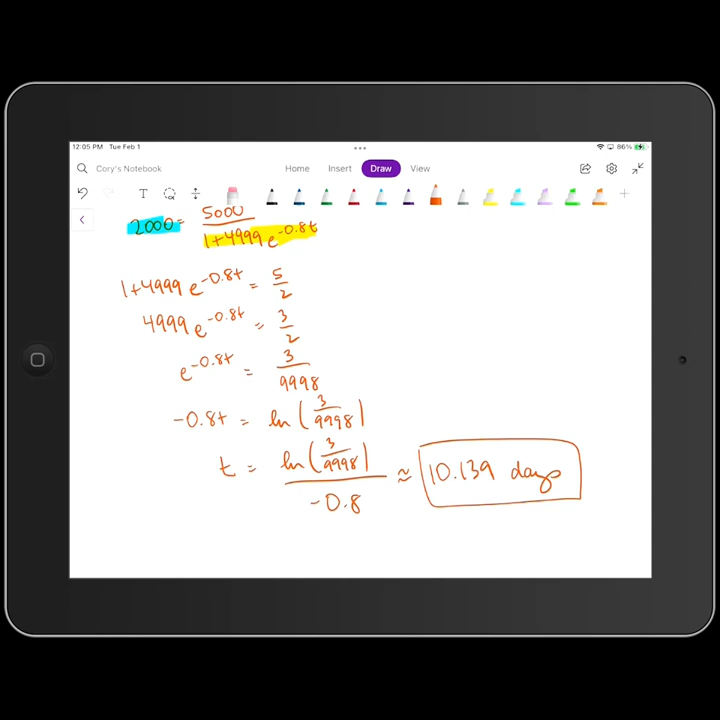 12:05 PM Tue Feb 1 86%
Cory's Notebook Home Insert Draw View
T
2000 = 5000 / 1+4999e^-0.8t
1+4999e^-0.8t = 5/2
4999e^-0.8t = 3/2
e^-0.8t = 3/9998
-0.8t = ln(3/9998)
t = ln(3/9998) / -0.8 ≈ 10.139 days